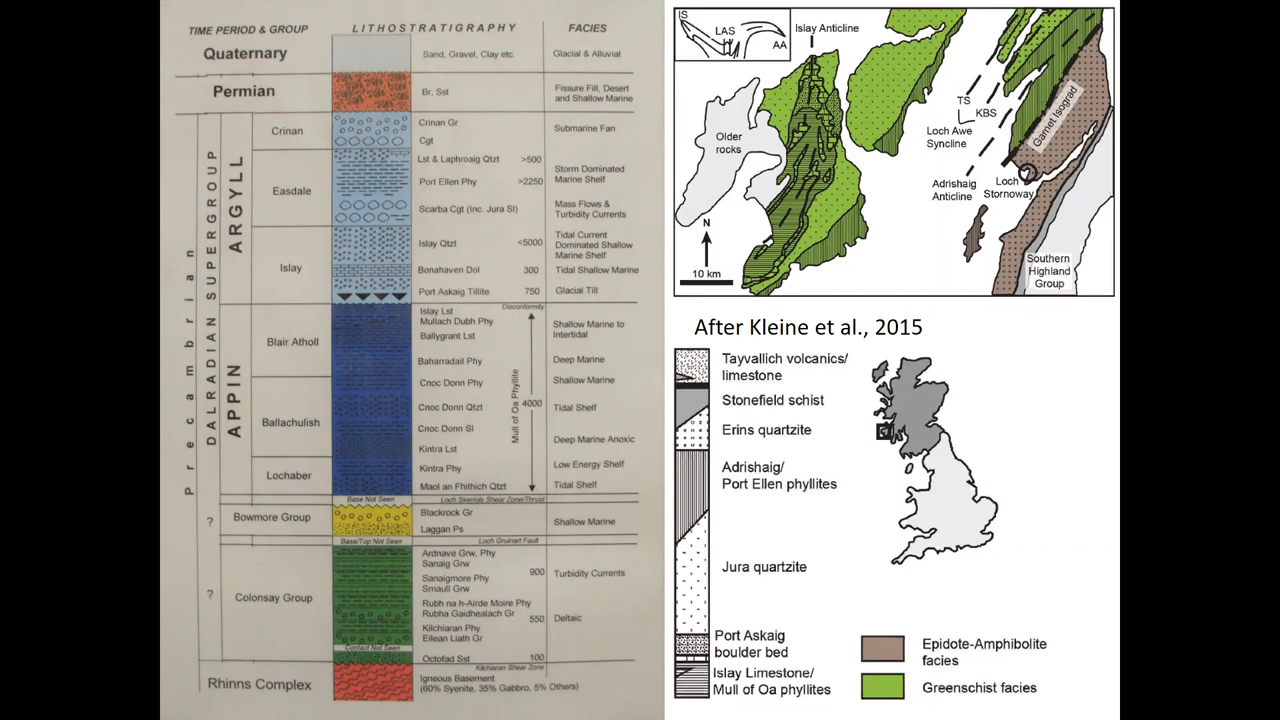 TIME PERIOD & GROUP
LITHOSTRATIGRAPHY
FACIES
Quaternary
Sand, Gravel, Clay etc.
Glacial & Alluvial
Permian
Br, Sst
Fissure Fill, Desert
and Shallow Marine
Precambrian
DALRADIAN SUPERGROUP
ARGYLL
Crinan
Crinan Gr
Cgt
Submarine Fan
Easdale
Lst & Laphroaig Qtzt >500
Port Ellen Phy >2250
Storm Dominated
Marine Shelf
Scarba Cgt (Inc. Jura Sl)
Mass Flows &
Turbidity Currents
Islay
Islay Qtzt <5000
Tidal Current
Dominated Shallow
Marine Shelf
Bonahaven Dol 300
Tidal Shallow Marine
Port Askaig Tillite 750
Glacial Till
APPIN
Disconformity
Blair Atholl
Islay Lst
Mullach Dubh Phy
Ballygrant Lst
Shallow Marine to
Intertidal
Baharradail Phy
Deep Marine
Ballachulish
Cnoc Donn Phy
Shallow Marine
Cnoc Donn Qtzt
Tidal Shelf
Cnoc Donn Sl
Deep Marine Anoxic
Kintra Lst
Mull of Oa Phyllite
4000
Lochaber
Kintra Phy
Low Energy Shelf
Maol an Fhithich Qtzt
Tidal Shelf
Base Not Seen
Loch Skerrols Shear Zone/Thrust
?
Bowmore Group
Blackrock Gr
Laggan Ps
Shallow Marine
Base/Top Not Seen
Loch Gruinart Fault
?
Colonsay Group
Ardnave Grw, Phy
Sanaig Grw
900
Sanaigmore Phy
Smaull Grw
Turbidity Currents
Rubh na h-Airde Moire Phy
Rubha Gaidhealach Gr
550
Kilchiaran Phy
Eilean Liath Gr
Deltaic
Contact Not Seen
Octofad Sst 100
Kilchiaran Shear Zone
Rhinns Complex
Igneous Basement
(60% Syenite, 35% Gabbro, 5% Others)
IS
LAS
AA
Islay Anticline
Older
rocks
TS
KBS
Loch Awe
Syncline
Garnet Isograd
Adrishaig
Anticline
Loch
Stornoway
2
N
10 km
Southern
Highland
Group
After Kleine et al., 2015
Tayvallich volcanics/
limestone
Stonefield schist
Erins quartzite
Adrishaig/
Port Ellen phyllites
Jura quartzite
Port Askaig
boulder bed
Islay Limestone/
Mull of Oa phyllites
Epidote-Amphibolite
facies
Greenschist facies